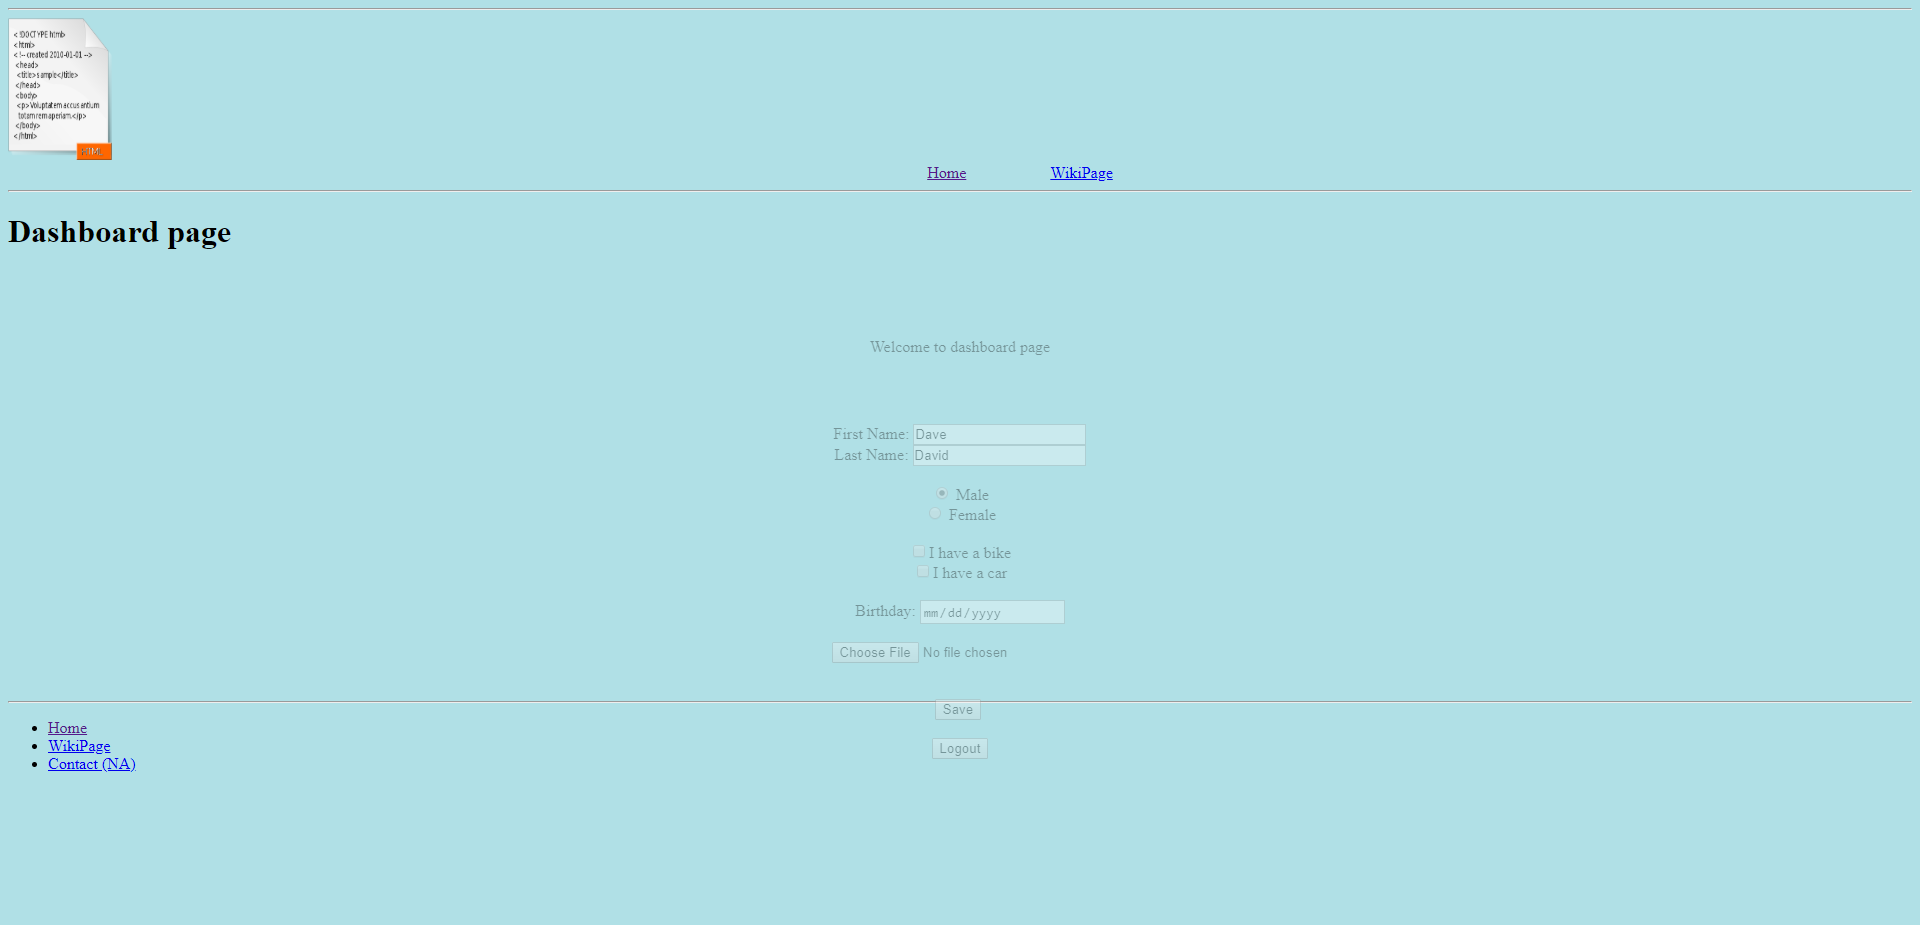 < !DOCTYPE html>
<html>
< !-- created 2010-01-01 -->
<head>
<title>sample</title>
</head>
<body>
<p>Voluptatem accusantium
totam rem aperiam.</p>
</body>
</html>
HTML
Home WikiPage
Dashboard page
Welcome to dashboard page
First Name: Dave
Last Name: David
Male
Female
I have a bike
I have a car
Birthday: mm/dd/yyyy
Choose File No file chosen
Save
Home
WikiPage
Logout
Contact (NA)